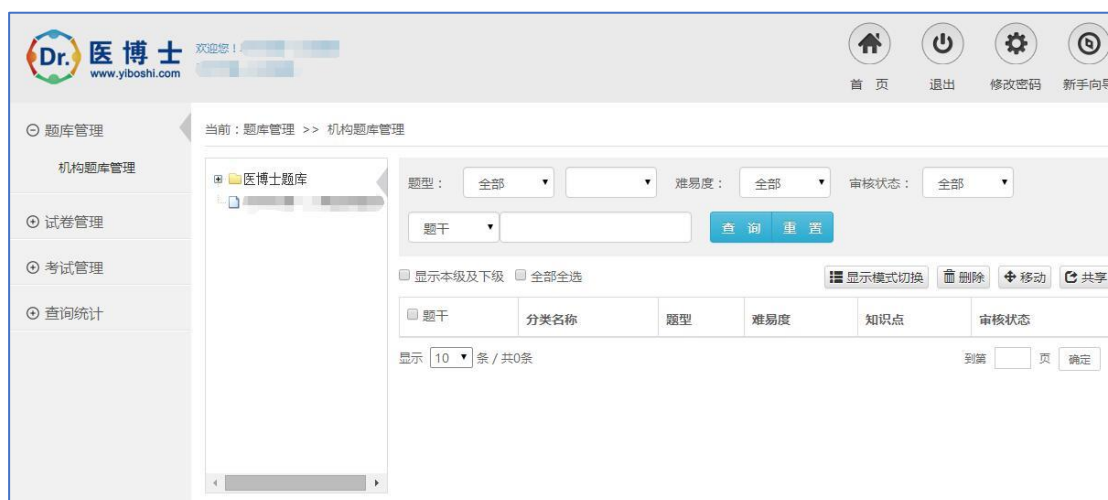 Dr. 医博士 欢迎您！
www.yiboshi.com
首 页 退出 修改密码 新手向导
题库管理
机构题库管理
试卷管理
考试管理
查询统计
当前：题库管理 >> 机构题库管理
医博士题库
题型： 全部 难易度： 全部 审核状态： 全部
题干 查 询 重 置
显示本级及下级 全部全选 显示模式切换 删除 移动 共享
题干 分类名称 题型 难易度 知识点 审核状态
显示 10 条 / 共0条 到第 页 确定